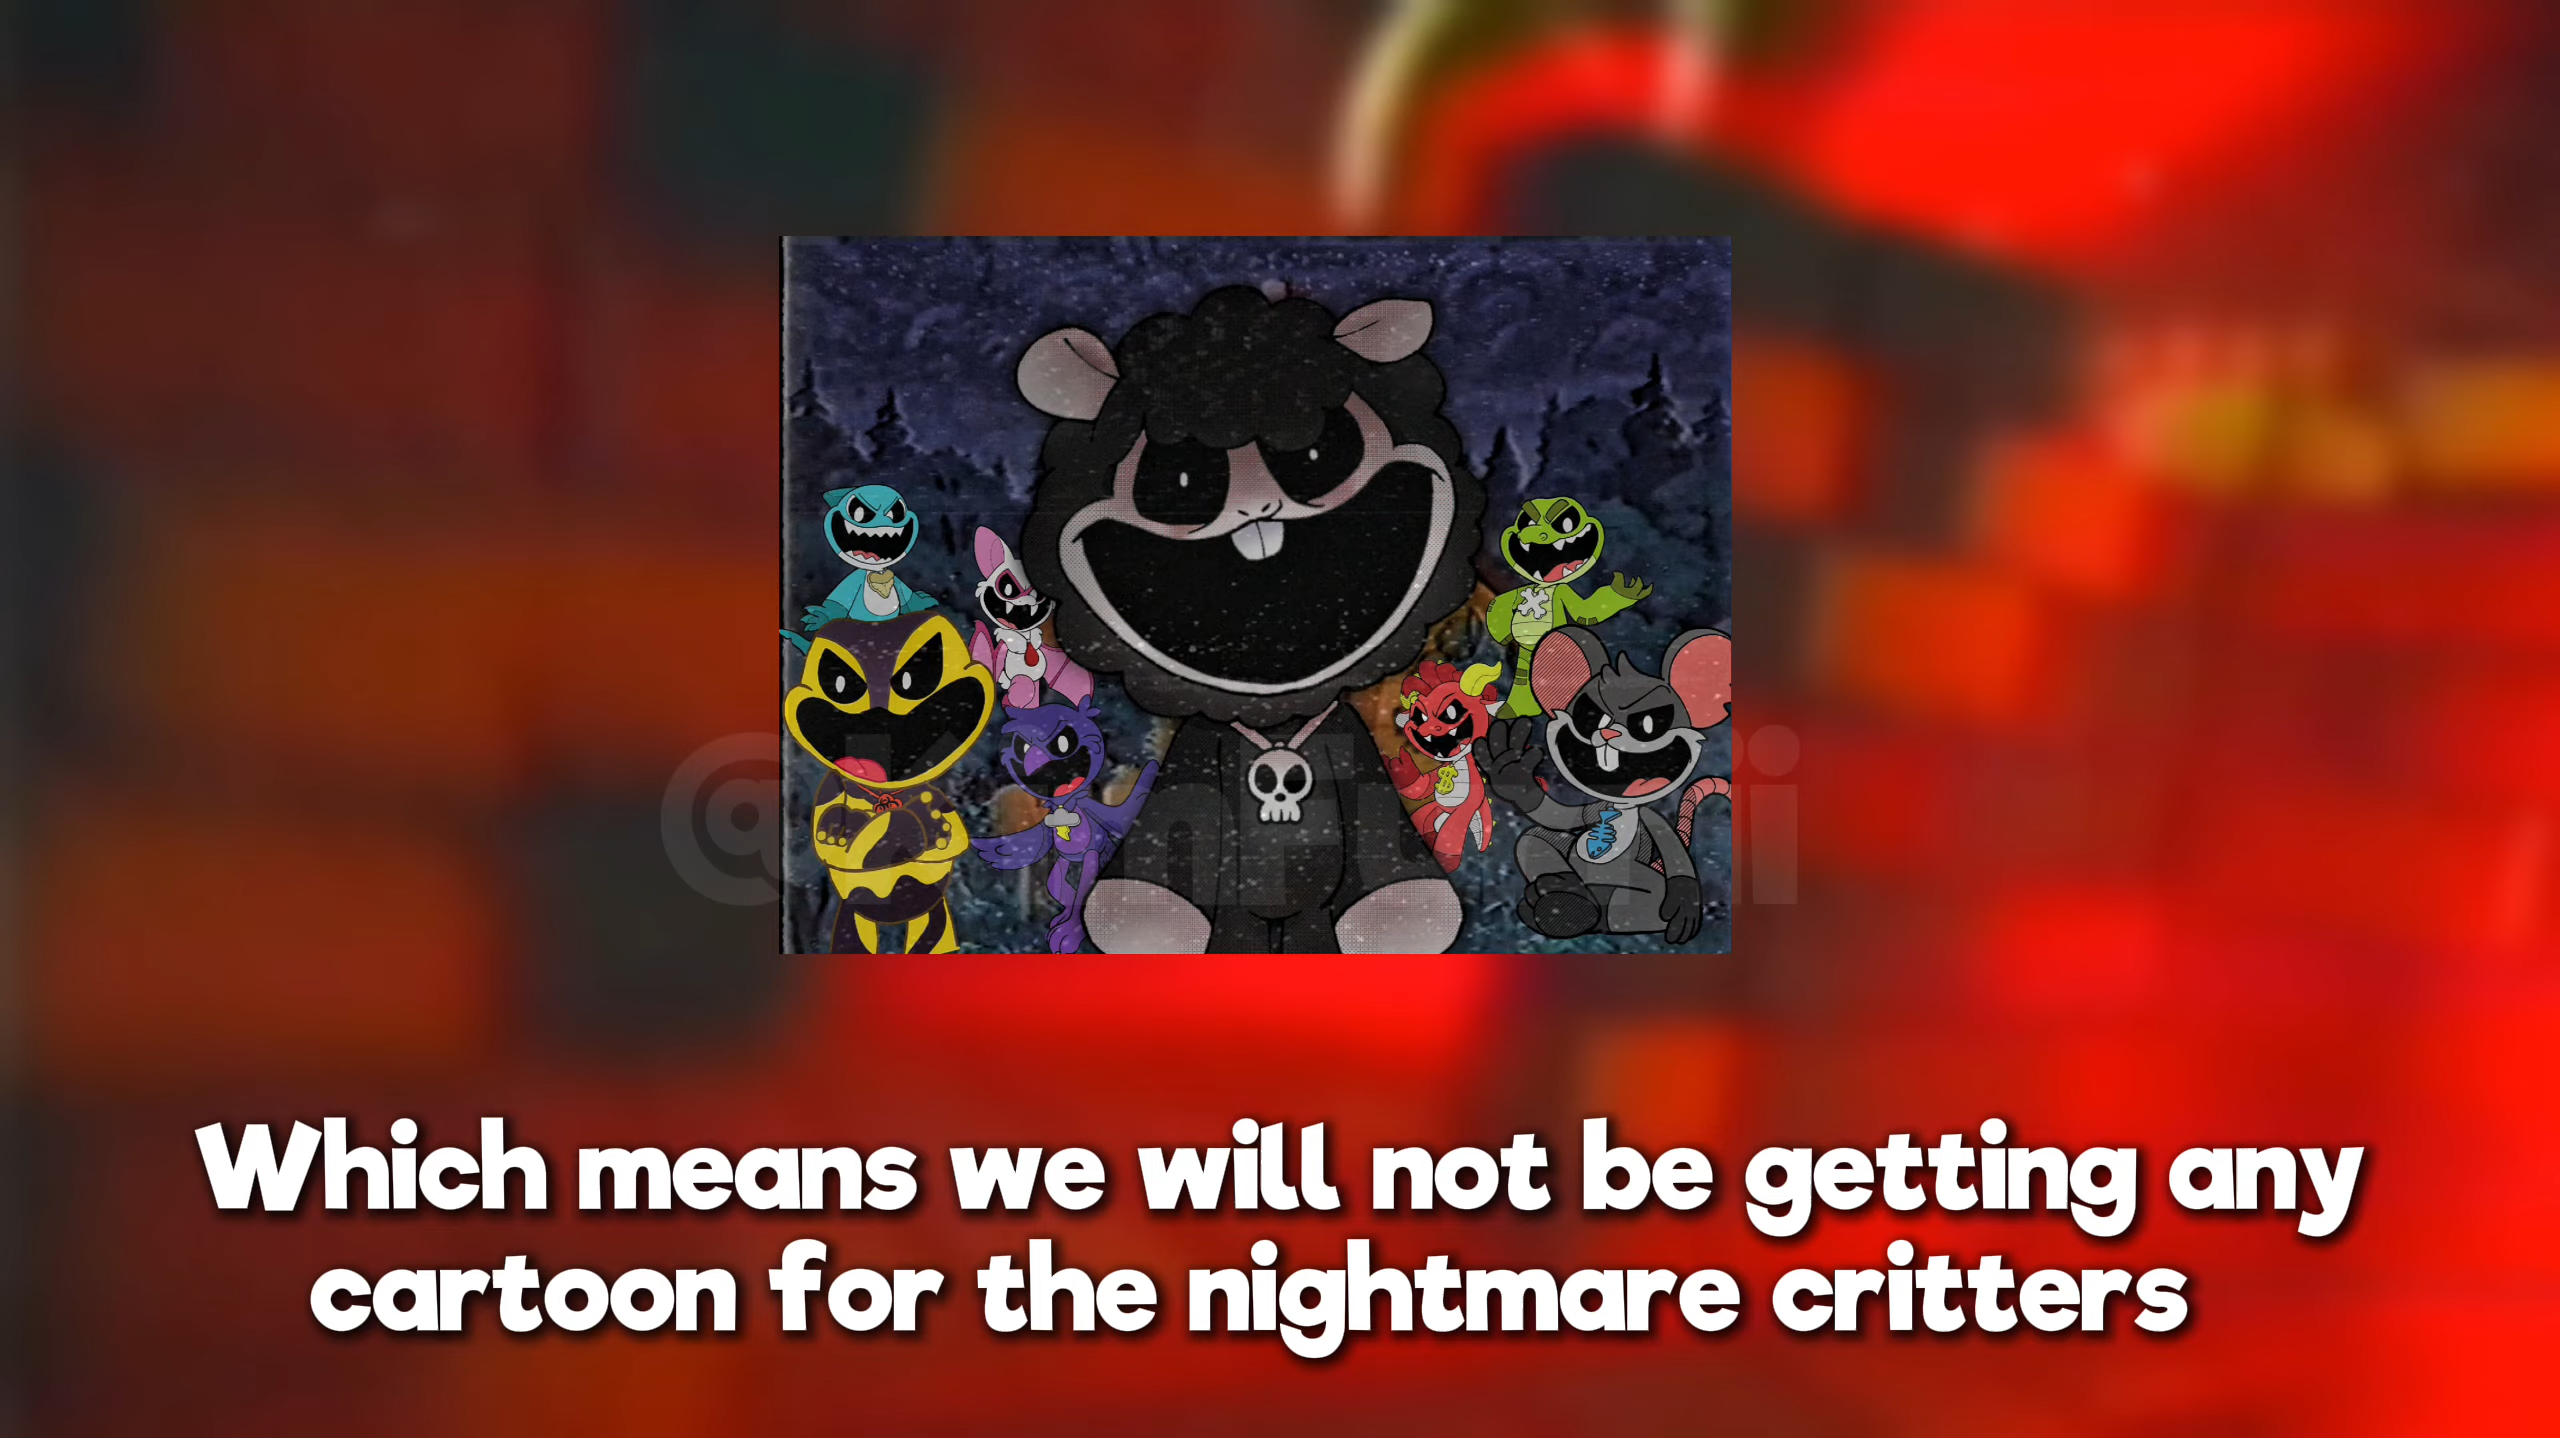 Which means we will not be getting any
cartoon for the nightmare critters